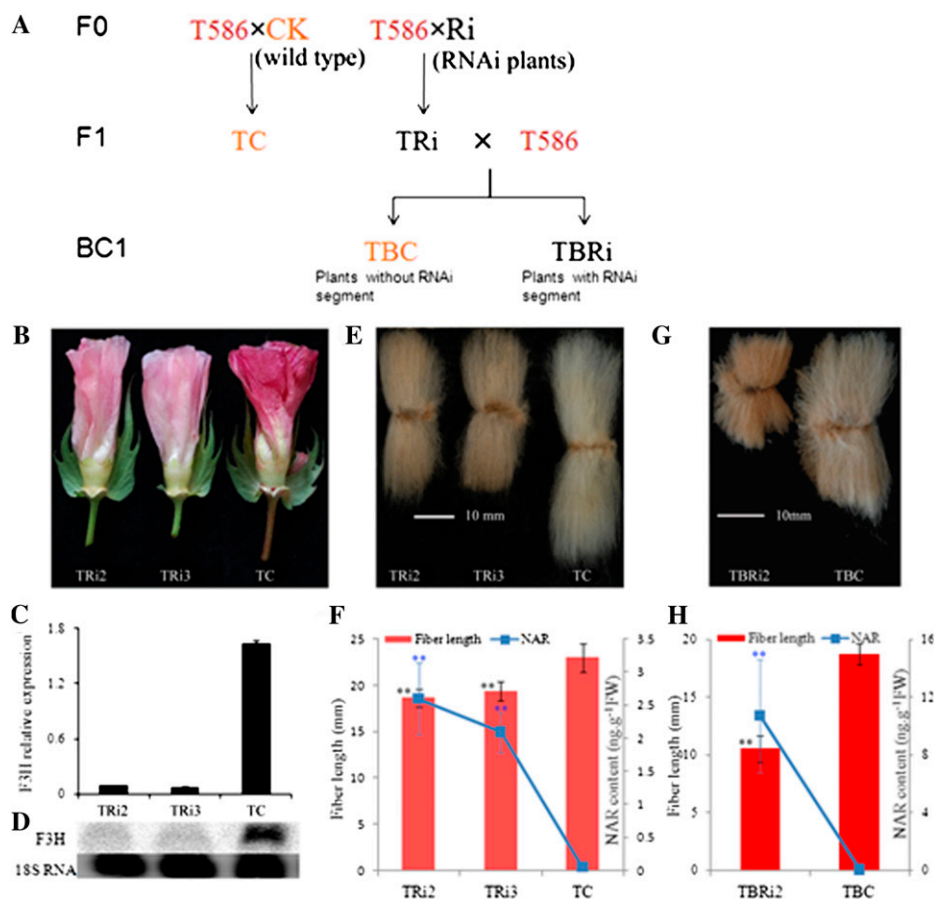 A
F0
T586×CK
(wild type)
T586×Ri
(RNAi plants)
F1
TC
TRi × T586
BC1
TBC
Plants without RNAi
segment
TBRi
Plants with RNAi
segment
B
TRi2 TRi3 TC
E
10 mm
TRi2 TRi3 TC
G
10mm
TBRi2 TBC
C
F3H relative expression
1.8
1.2
0.6
0
TRi2 TRi3 TC
D
F3H
18S RNA
F
Fiber length NAR
Fiber length (mm)
25
20
15
10
5
0
** ** ** **
NAR content (ng.g-1FW)
3.5
3
2.5
2
1.5
1
0.5
0
TRi2 TRi3 TC
H
Fiber length NAR
Fiber length (mm)
20
15
10
5
0
** **
NAR content (ng.g-1FW)
16
14
12
10
8
6
4
2
0
TBRi2 TBC